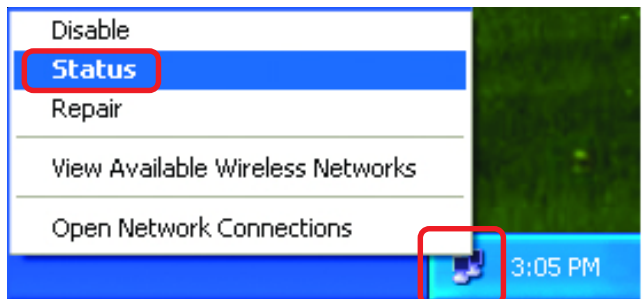 Disable
Status
Repair
View Available Wireless Networks
Open Network Connections
3:05 PM